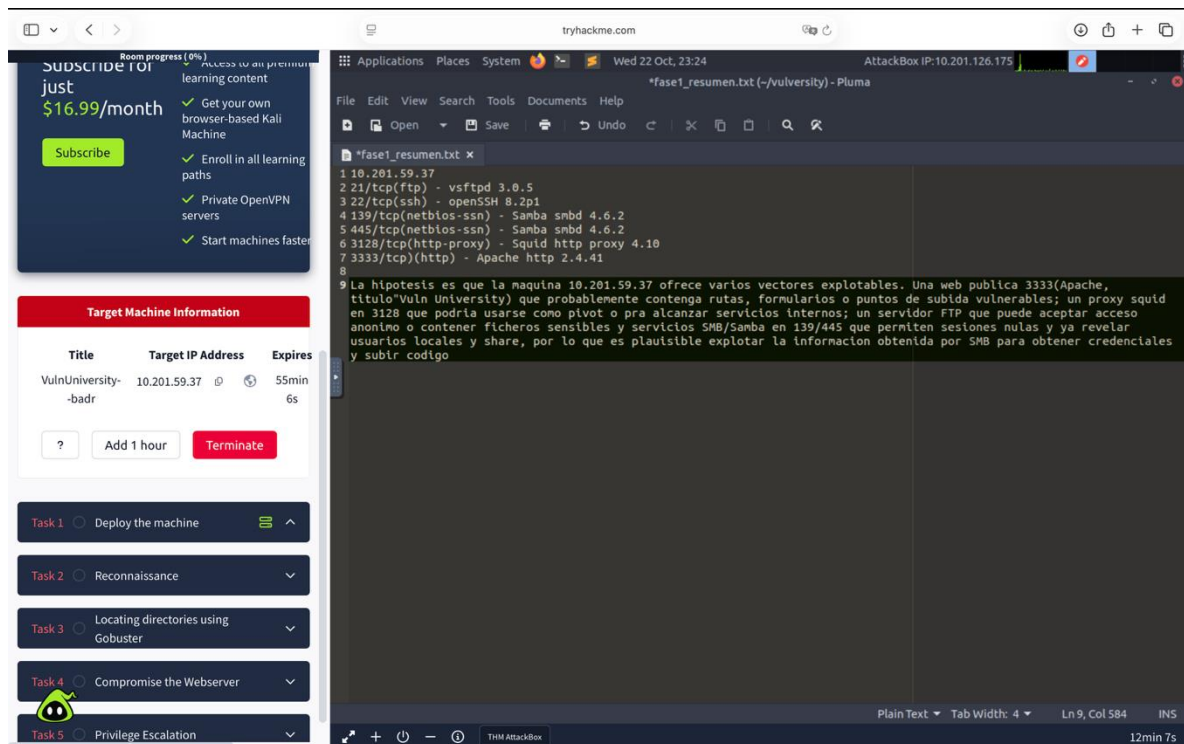 tryhackme.com
Room progress ( 0% )
Subscribe for
just
$16.99/month
Subscribe
Access to all premium
learning content
Get your own
browser-based Kali
Machine
Enroll in all learning
paths
Private OpenVPN
servers
Start machines faster
Target Machine Information
Title Target IP Address Expires
VulnUniversity- 10.201.59.37 55min
-badr 6s
? Add 1 hour Terminate
Task 1 Deploy the machine
Task 2 Reconnaissance
Task 3 Locating directories using
Gobuster
Task 4 Compromise the Webserver
Task 5 Privilege Escalation
Applications Places System Wed 22 Oct, 23:24 AttackBox IP:10.201.126.175
*fase1_resumen.txt (~/vulversity) - Pluma
File Edit View Search Tools Documents Help
Open Save Undo
*fase1_resumen.txt
1 10.201.59.37
2 21/tcp(ftp) - vsftpd 3.0.5
3 22/tcp(ssh) - openSSH 8.2p1
4 139/tcp(netbios-ssn) - Samba smbd 4.6.2
5 445/tcp(netbios-ssn) - Samba smbd 4.6.2
6 3128/tcp(http-proxy) - Squid http proxy 4.10
7 3333/tcp)(http) - Apache http 2.4.41
8
9 La hipotesis es que la maquina 10.201.59.37 ofrece varios vectores explotables. Una web publica 3333(Apache,
titulo"Vuln University) que probablemente contenga rutas, formularios o puntos de subida vulnerables; un proxy squid
en 3128 que podria usarse como pivot o pra alcanzar servicios internos; un servidor FTP que puede aceptar acceso
anonimo o contener ficheros sensibles y servicios SMB/Samba en 139/445 que permiten sesiones nulas y ya revelar
usuarios locales y share, por lo que es plauisible explotar la informacion obtenida por SMB para obtener credenciales
y subir codigo
Plain Text Tab Width: 4 Ln 9, Col 584 INS
THM AttackBox 12min 7s